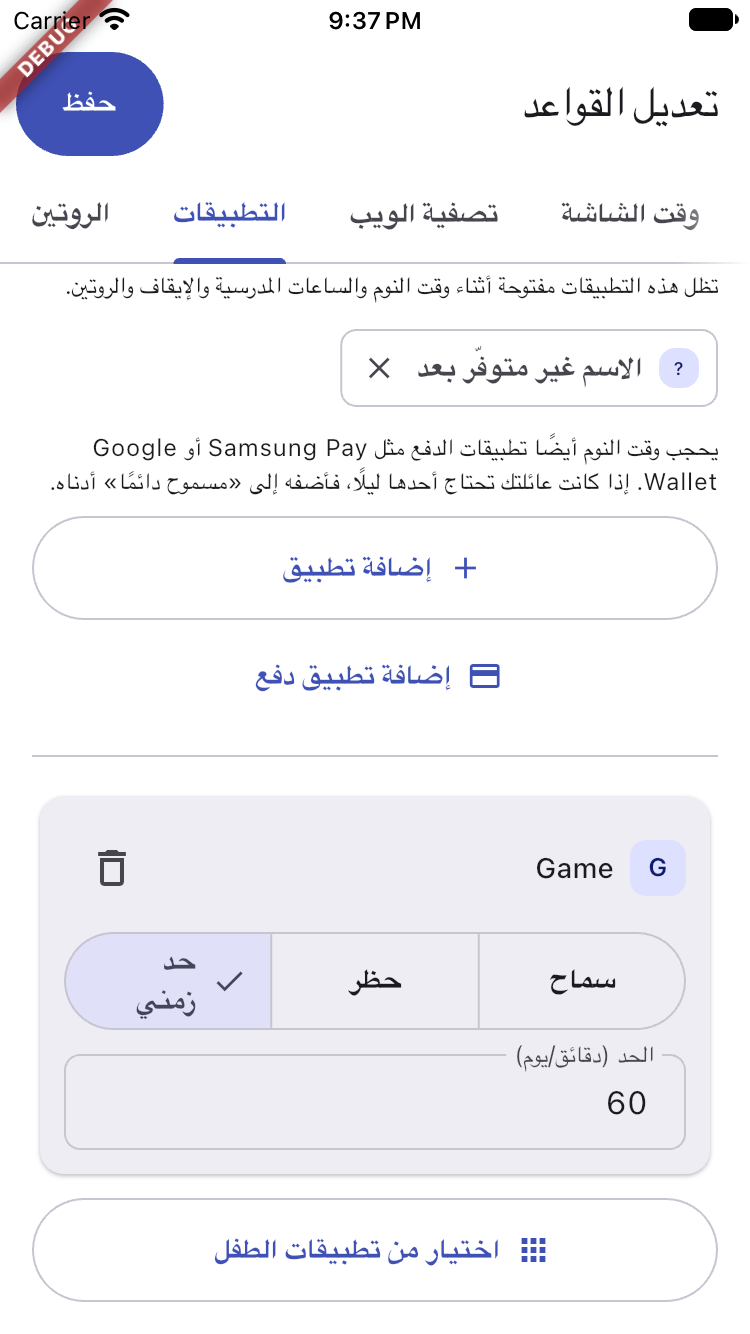 Carrier
9:37 PM
DEBUG
تعديل القواعد
حفظ
وقت الشاشة
تصفية الويب
التطبيقات
الروتين
تظل هذه التطبيقات مفتوحة أثناء وقت النوم والساعات المدرسية والإيقاف والروتين.
?
الاسم غير متوفّر بعد
يحجب وقت النوم أيضًا تطبيقات الدفع مثل Samsung Pay أو Google
Wallet. إذا كانت عائلتك تحتاج أحدها ليلًا، فأضفه إلى «مسموح دائمًا» أدناه.
إضافة تطبيق
إضافة تطبيق دفع
G
Game
سماح
حظر
حد
زمني
الحد (دقائق/يوم)
60
اختيار من تطبيقات الطفل